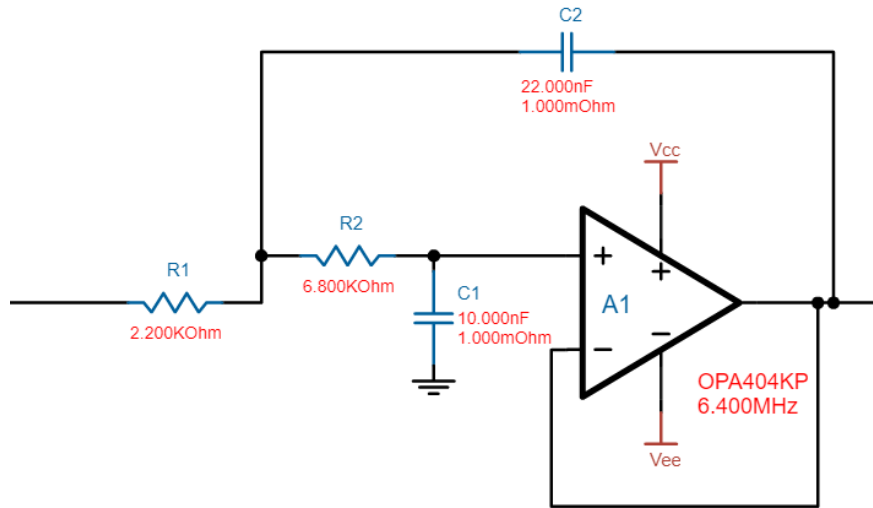 C2
22.000nF
1.000mOhm
Vcc
R2
6.800KOhm
R1
2.200KOhm
C1
10.000nF
1.000mOhm
+
+
A1
−
−
OPA404KP
6.400MHz
Vee